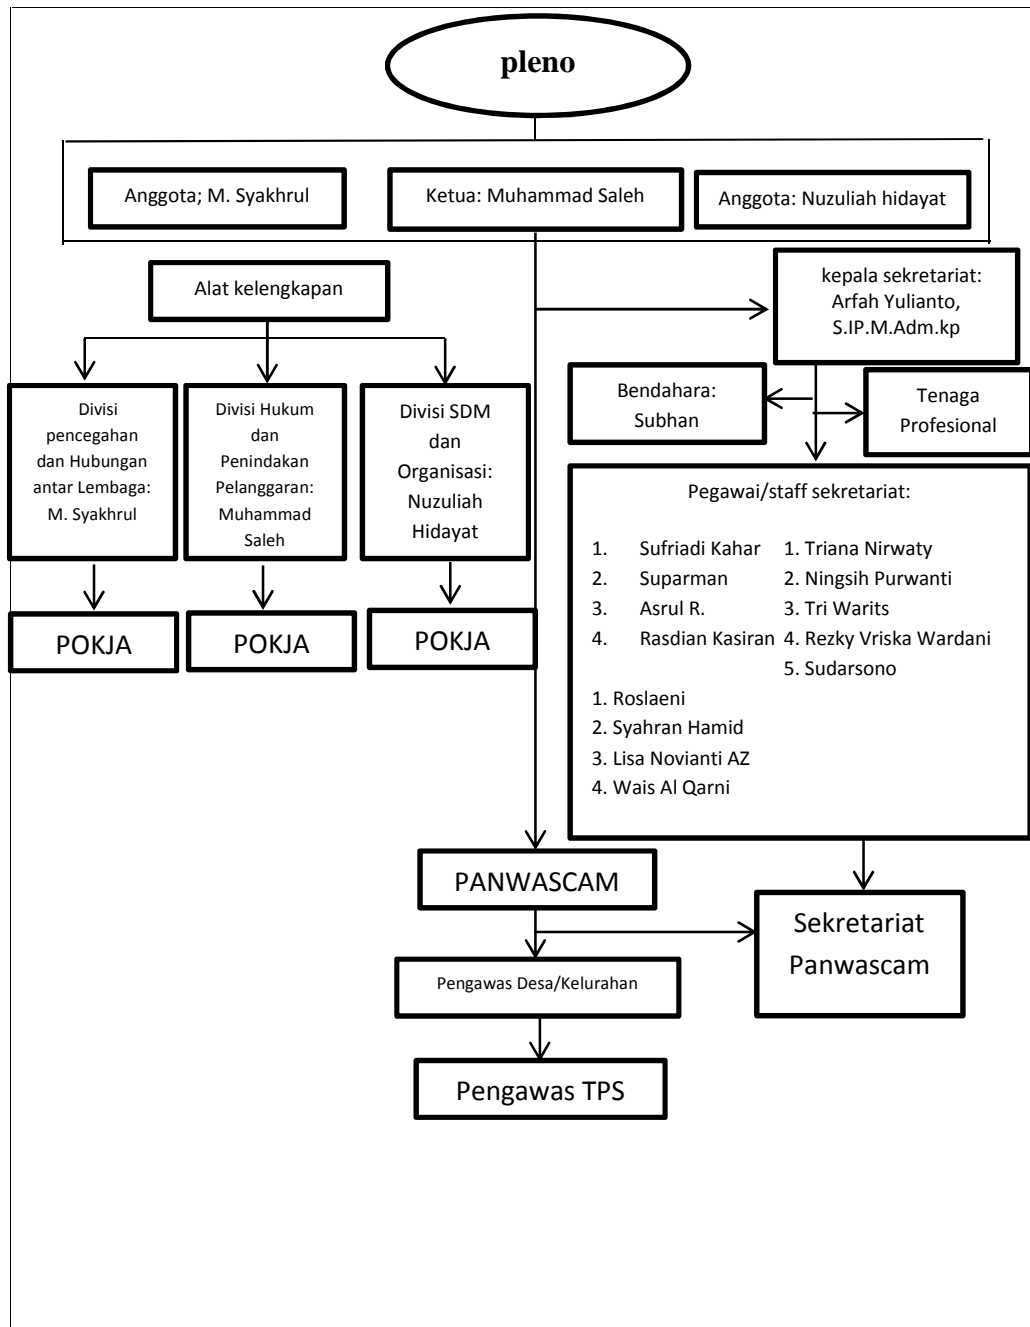 pleno
Anggota; M. Syakhrul
Ketua: Muhammad Saleh
Anggota: Nuzuliah hidayat
Alat kelengkapan
kepala sekretariat:
Arfah Yulianto,
S.IP.M.Adm.kp
Bendahara:
Subhan
Tenaga
Profesional
Divisi
pencegahan
dan Hubungan
antar Lembaga:
M. Syakhrul
Divisi Hukum
dan
Penindakan
Pelanggaran:
Muhammad
Saleh
Divisi SDM
dan
Organisasi:
Nuzuliah
Hidayat
POKJA
POKJA
POKJA
Pegawai/staff sekretariat:
1. Sufriadi Kahar
2. Suparman
3. Asrul R.
4. Rasdian Kasiran
1. Triana Nirwaty
2. Ningsih Purwanti
3. Tri Warits
4. Rezky Vriska Wardani
5. Sudarsono
1. Roslaeni
2. Syahran Hamid
3. Lisa Novianti AZ
4. Wais Al Qarni
PANWASCAM
Sekretariat
Panwascam
Pengawas Desa/Kelurahan
Pengawas TPS